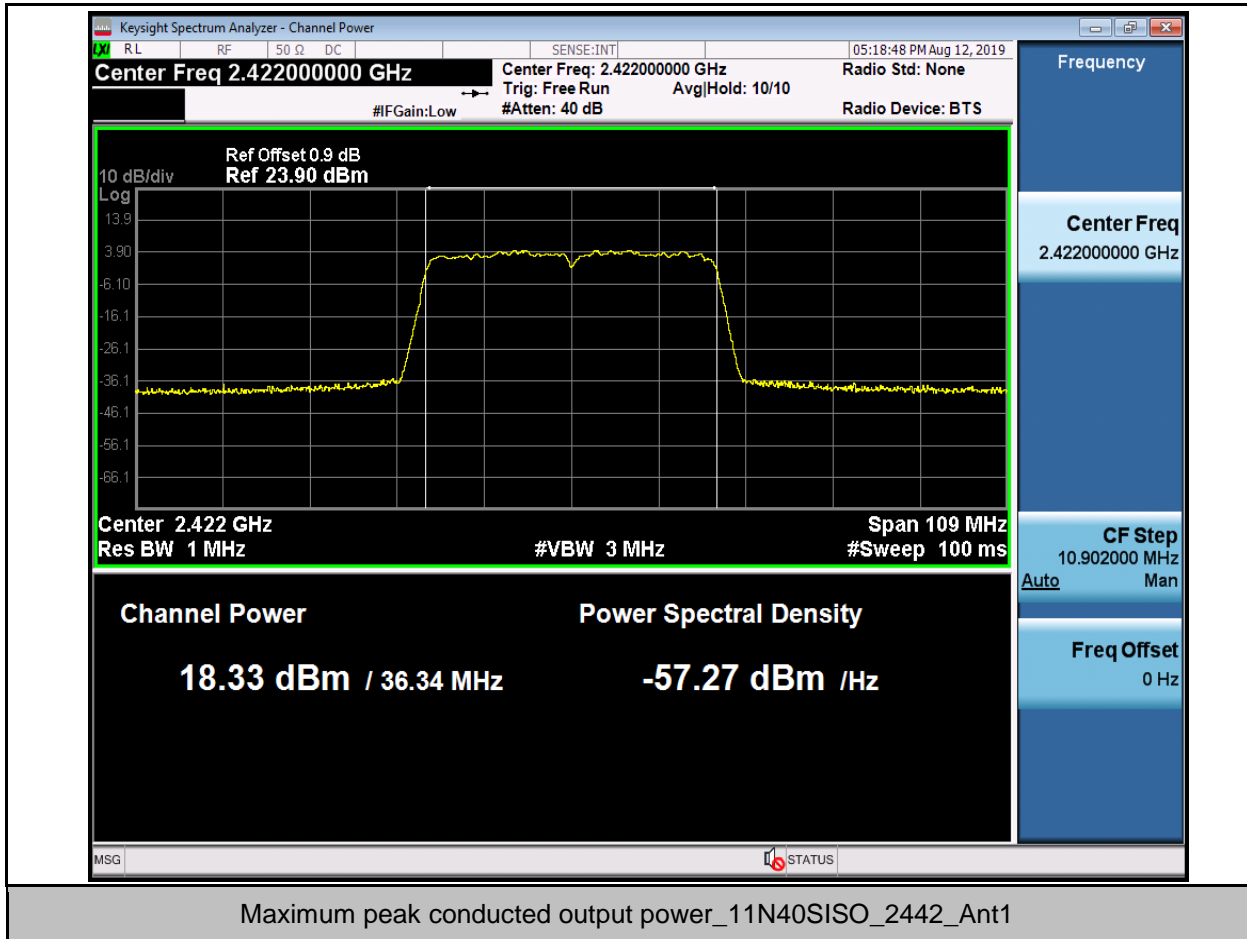 Keysight Spectrum Analyzer - Channel Power
LXI RL RF 50 Ω DC SENSE:INT 05:18:48 PM Aug 12, 2019
Center Freq 2.422000000 GHz
#IFGain:Low
Center Freq: 2.422000000 GHz
Trig: Free Run Avg|Hold: 10/10
#Atten: 40 dB
Radio Std: None
Radio Device: BTS
Ref Offset 0.9 dB
10 dB/div Ref 23.90 dBm
Log
13.9
3.90
-6.10
-16.1
-26.1
-36.1
-46.1
-56.1
-66.1
Center 2.422 GHz Span 109 MHz
Res BW 1 MHz #VBW 3 MHz #Sweep 100 ms
Channel Power Power Spectral Density
18.33 dBm / 36.34 MHz -57.27 dBm /Hz
MSG STATUS
Frequency
Center Freq
2.422000000 GHz
CF Step
10.902000 MHz
Auto Man
Freq Offset
0 Hz
Maximum peak conducted output power_11N40SISO_2442_Ant1